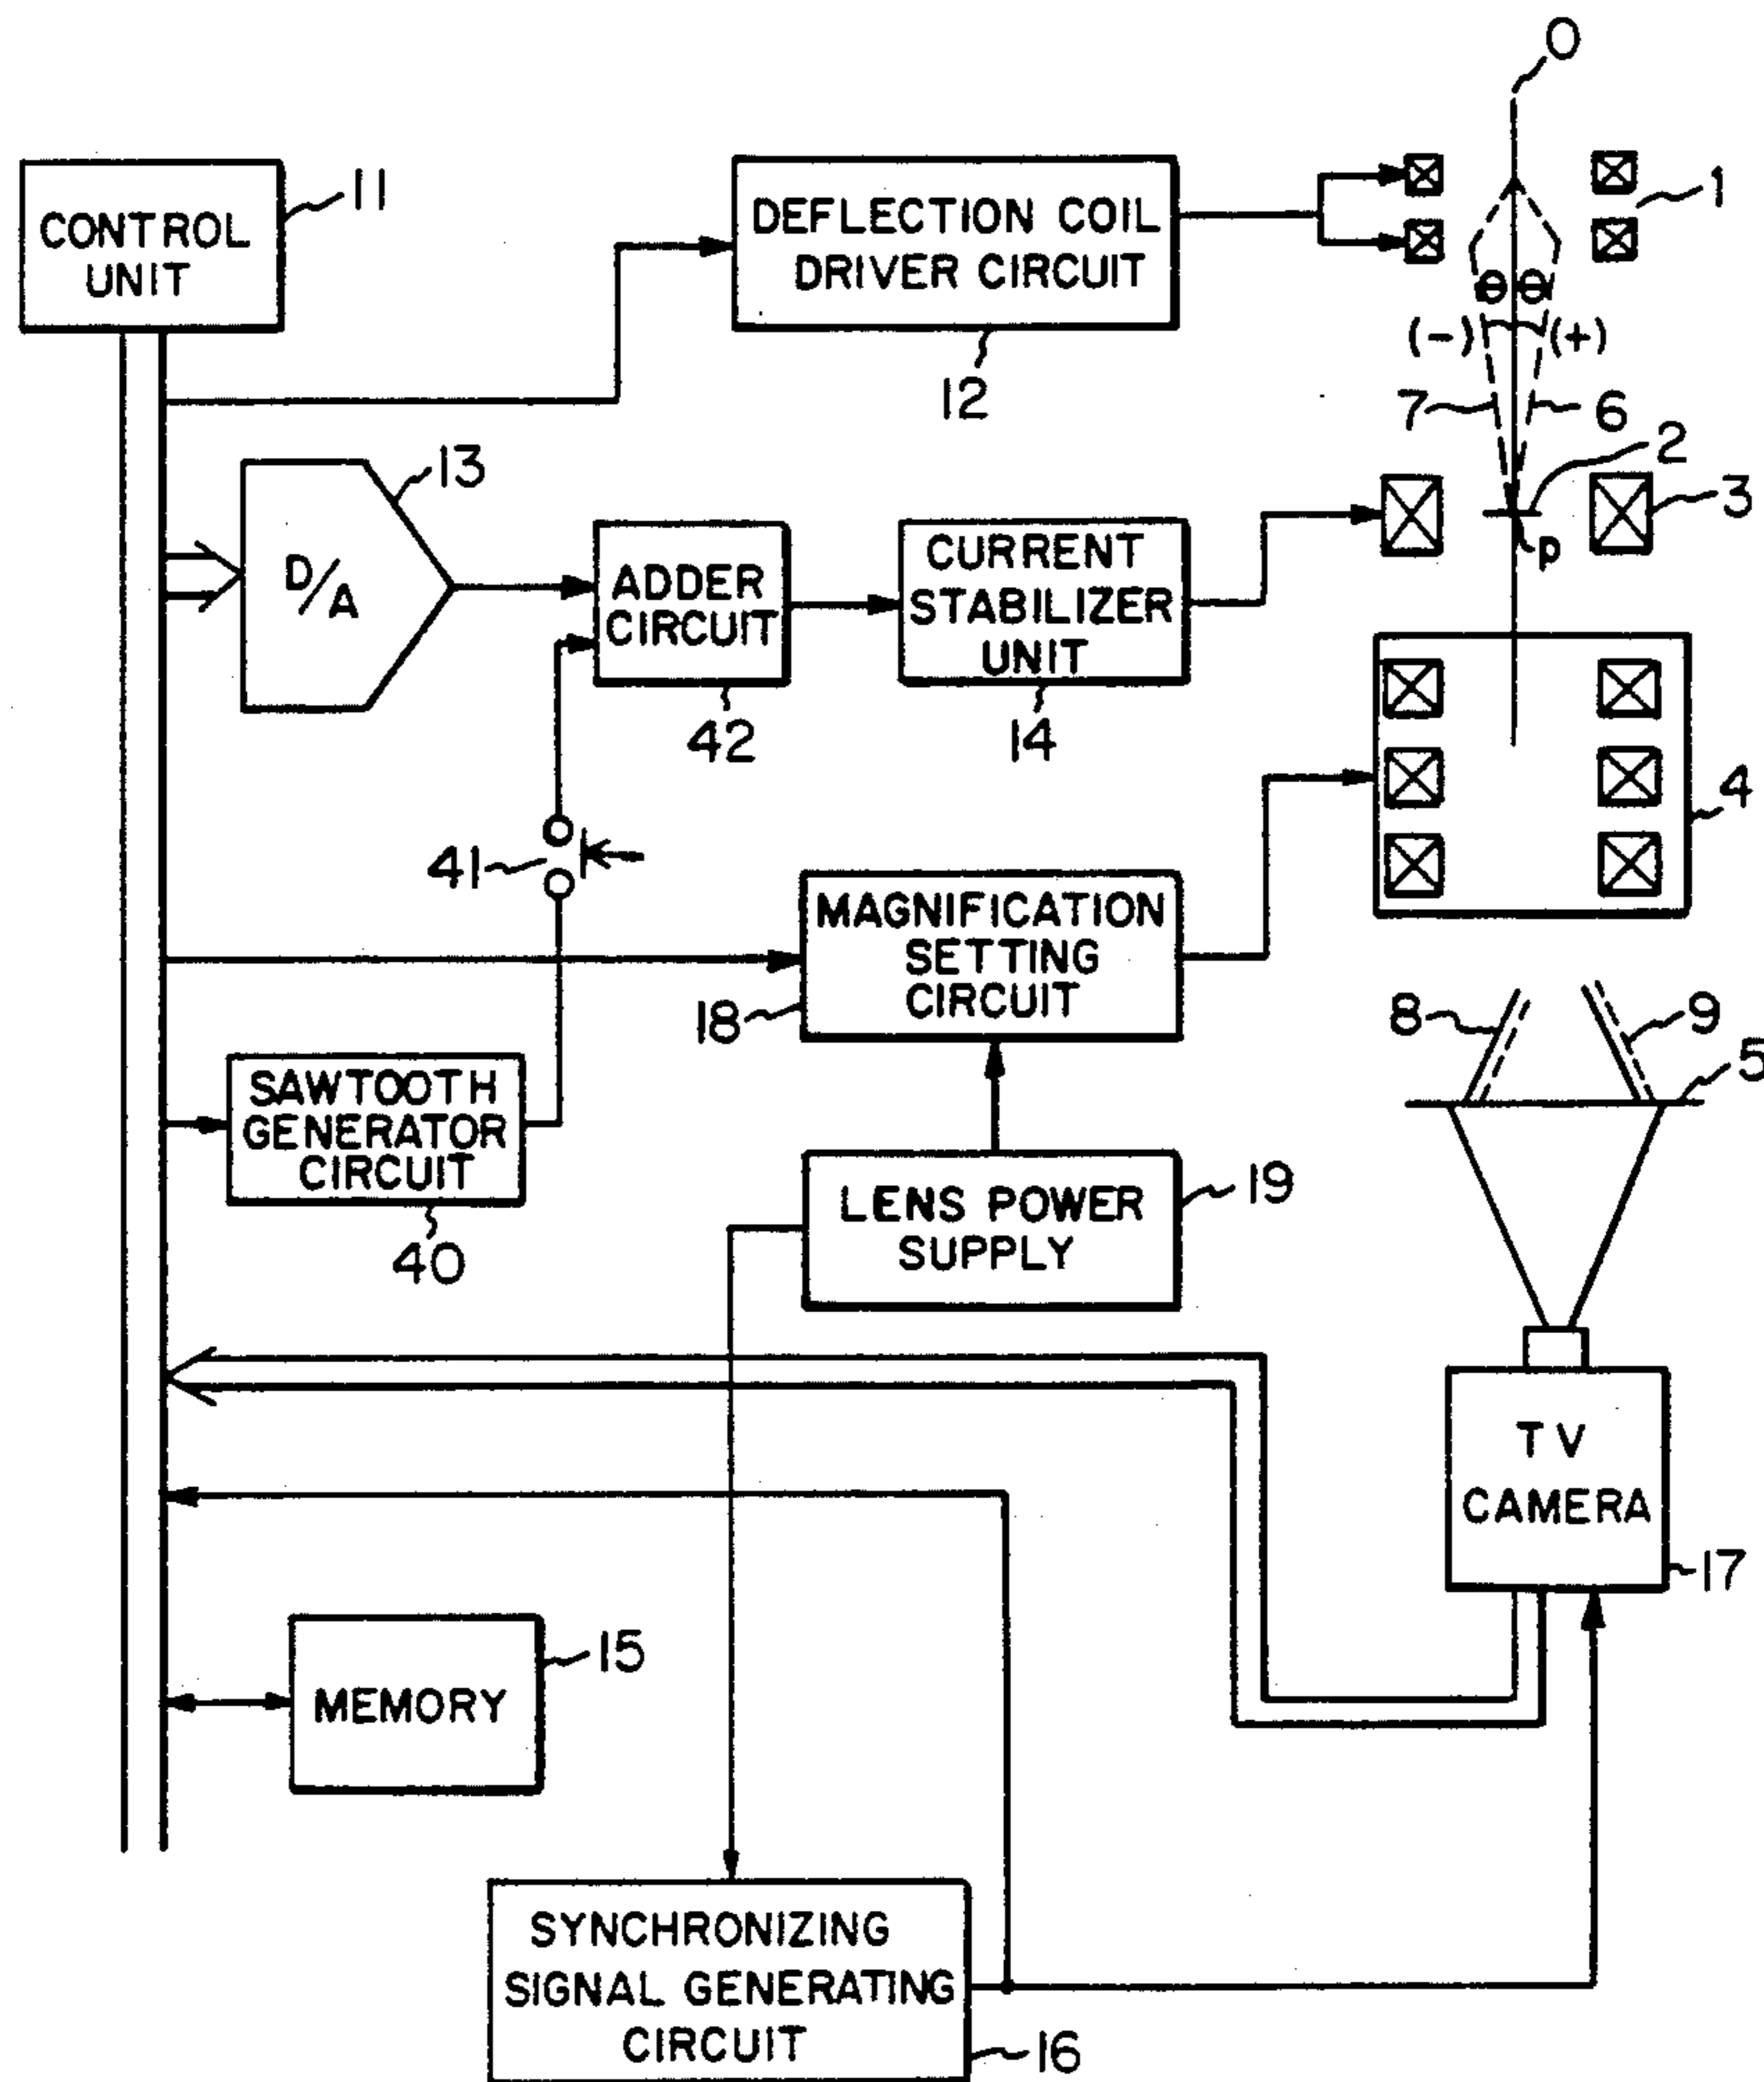 O
CONTROL
UNIT
11
DEFLECTION COIL
DRIVER CIRCUIT
12
1
θ θ
(-) (+)
7
6
2
3
P
13
D/A
ADDER
CIRCUIT
42
CURRENT
STABILIZER
UNIT
14
4
41
MAGNIFICATION
SETTING
CIRCUIT
18
8
9
5
SAWTOOTH
GENERATOR
CIRCUIT
40
LENS POWER
SUPPLY
19
TV
CAMERA
17
MEMORY
15
SYNCHRONIZING
SIGNAL GENERATING
CIRCUIT
16